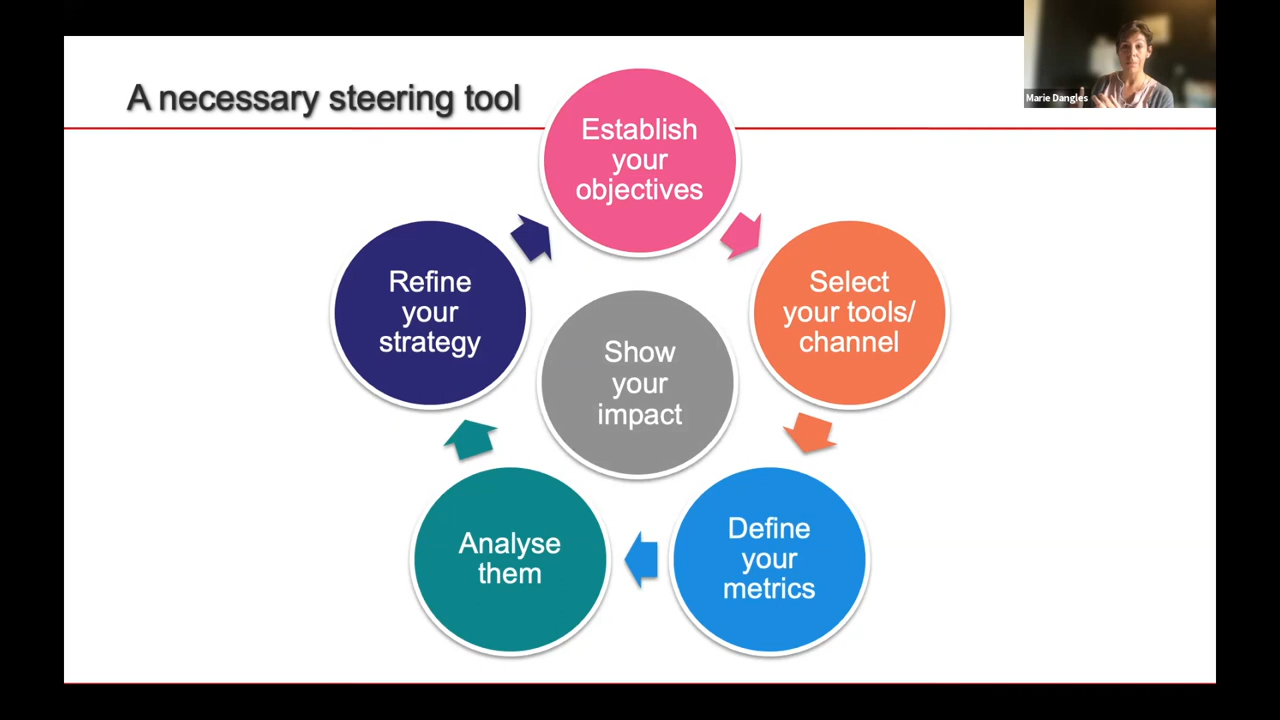 A necessary steering tool
Marie Dangles
Establish
your
objectives
Select
your tools/
channel
Define
your
metrics
Analyse
them
Refine
your
strategy
Show
your
impact